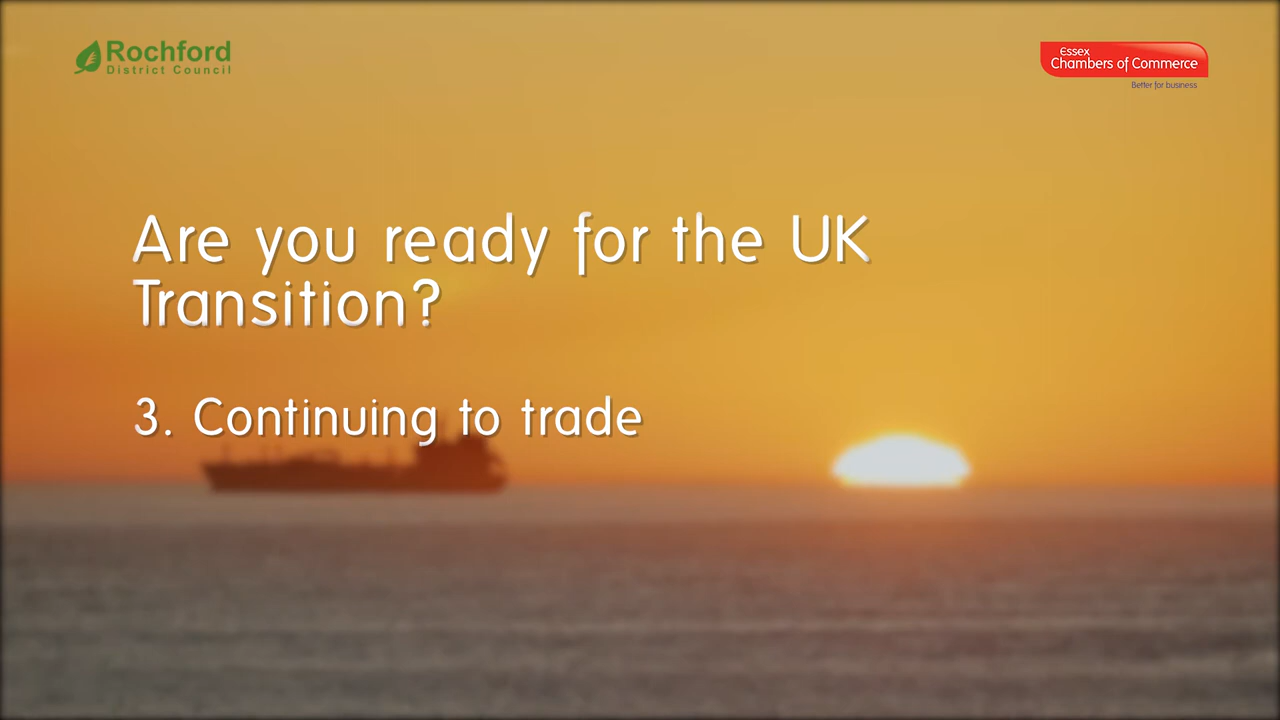 Rochford
District Council
Essex
Chambers of Commerce
Better for business
Are you ready for the UK
Transition?
3. Continuing to trade